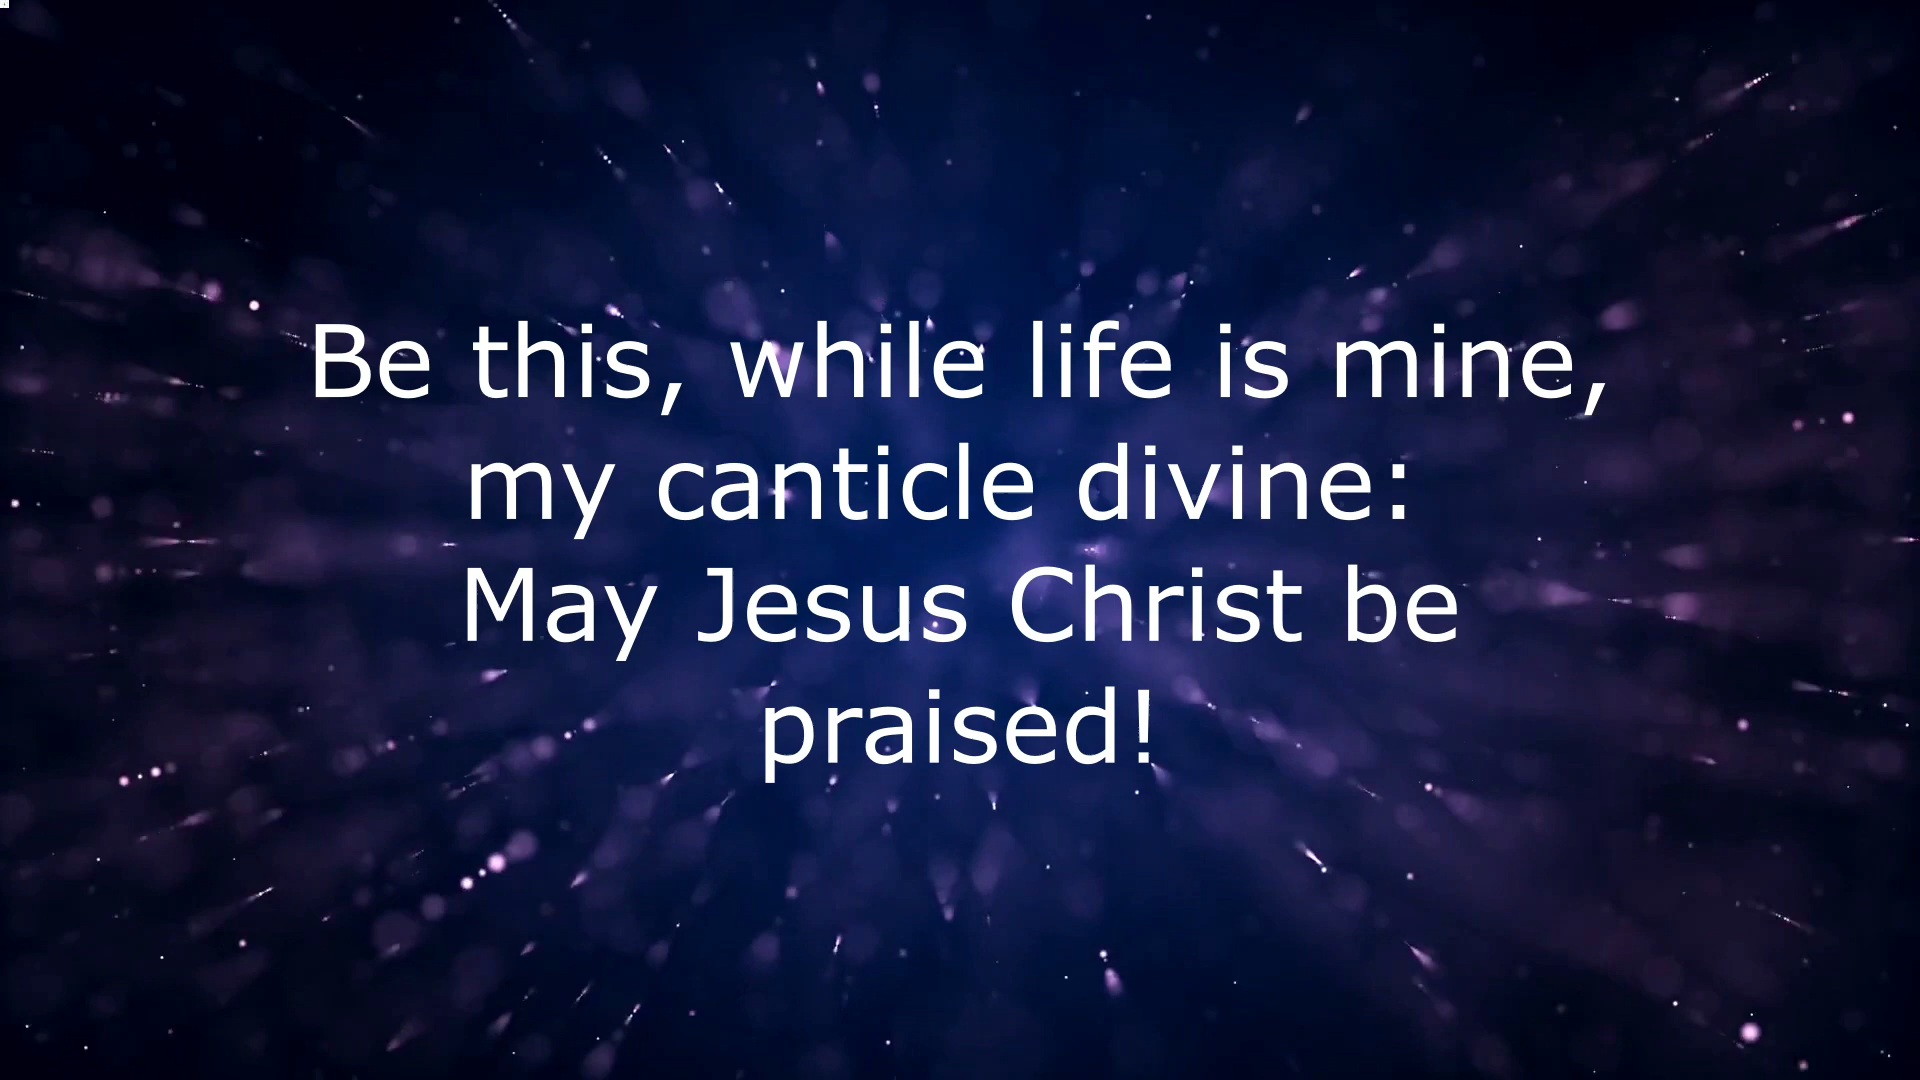 Be this, while life is mine,
my canticle divine:
May Jesus Christ be
praised!